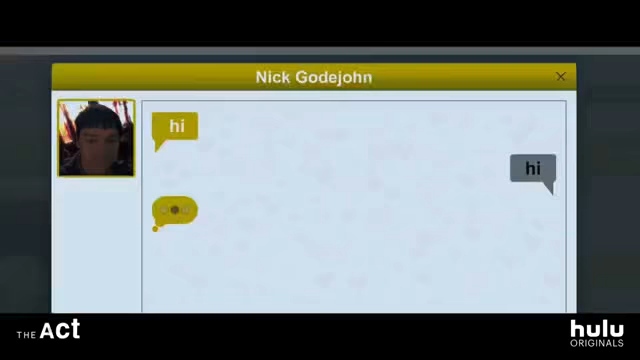 Nick Godejohn
hi
hi
THE Act
hulu
ORIGINALS